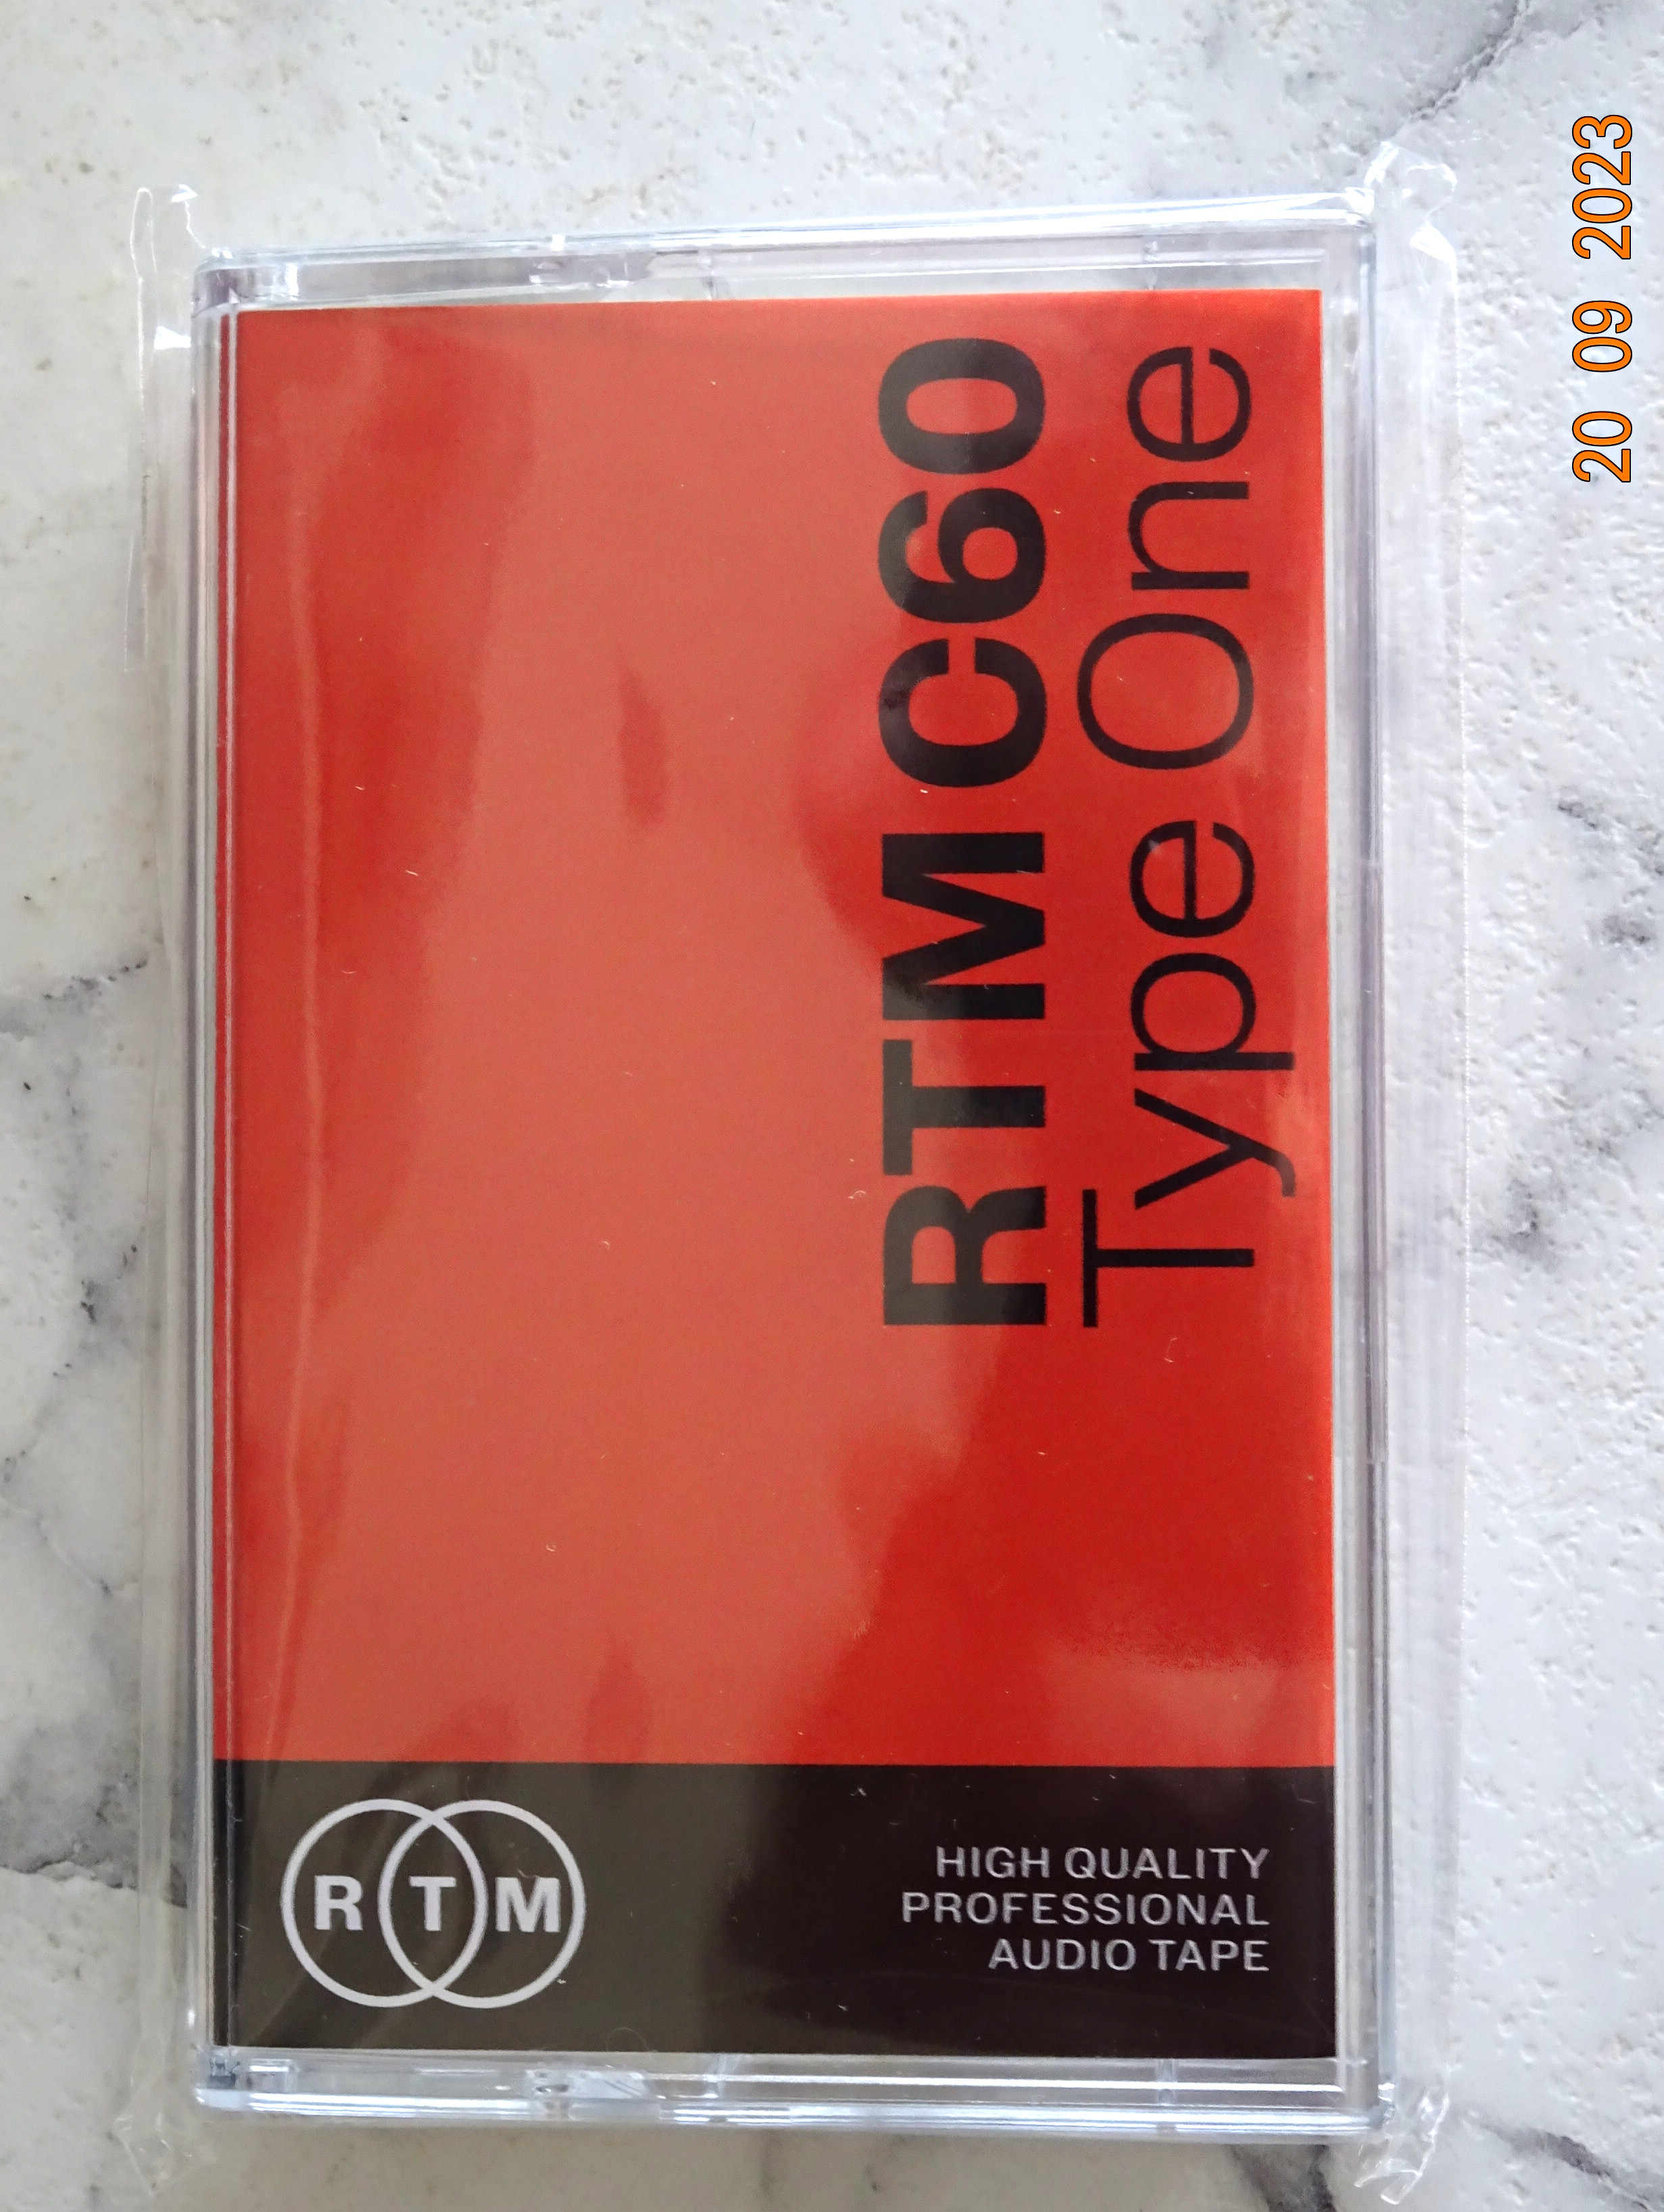 RTM C60
Type One
RTM
HIGH QUALITY
PROFESSIONAL
AUDIO TAPE
20 09 2023